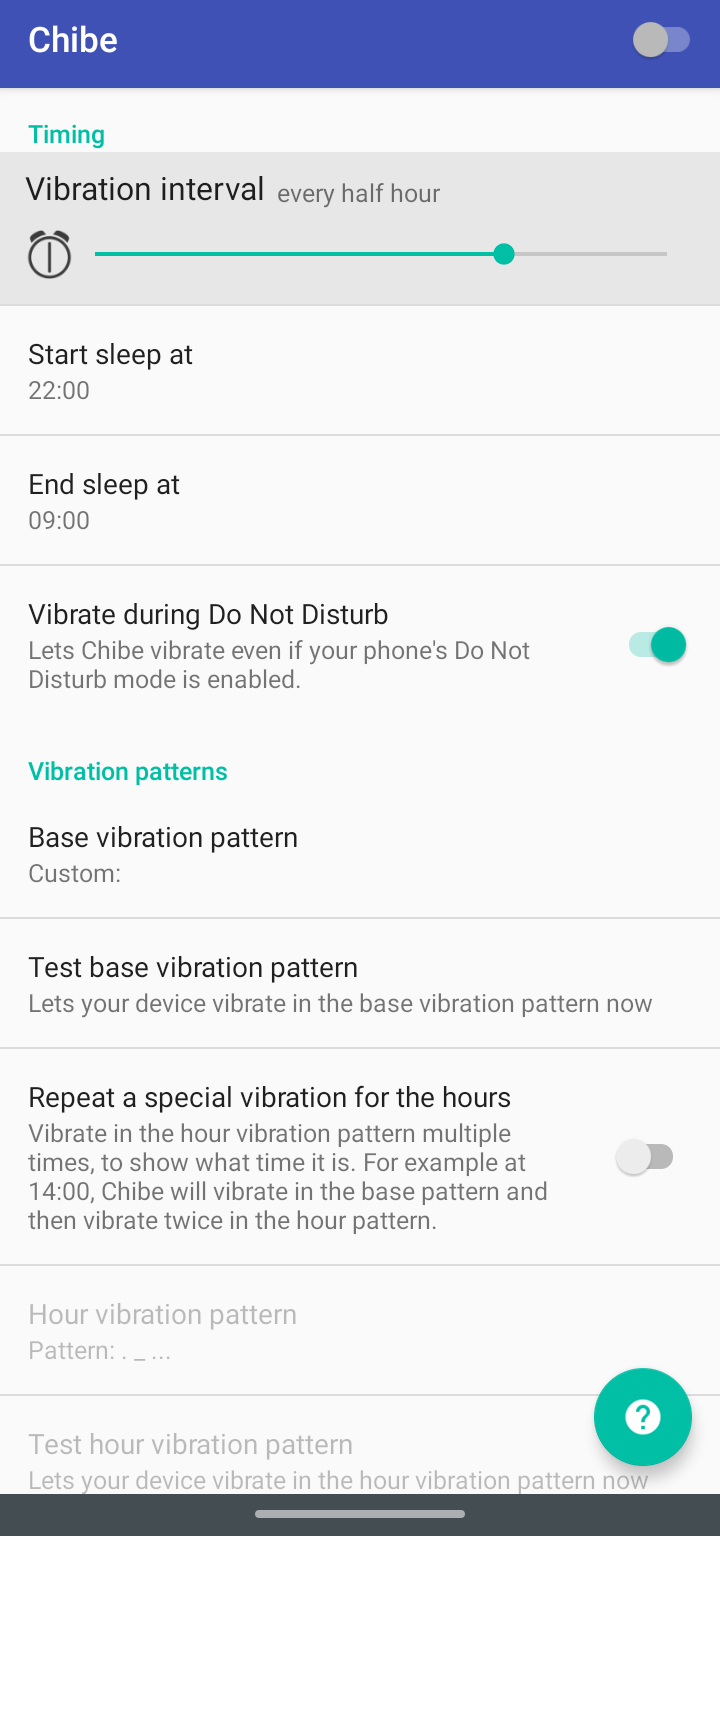 Chibe
Timing
Vibration interval every half hour
Start sleep at
22:00
End sleep at
09:00
Vibrate during Do Not Disturb
Lets Chibe vibrate even if your phone's Do Not
Disturb mode is enabled.
Vibration patterns
Base vibration pattern
Custom:
Test base vibration pattern
Lets your device vibrate in the base vibration pattern now
Repeat a special vibration for the hours
Vibrate in the hour vibration pattern multiple
times, to show what time it is. For example at
14:00, Chibe will vibrate in the base pattern and
then vibrate twice in the hour pattern.
Hour vibration pattern
Pattern: . _ ...
?
Test hour vibration pattern
Lets your device vibrate in the hour vibration pattern now